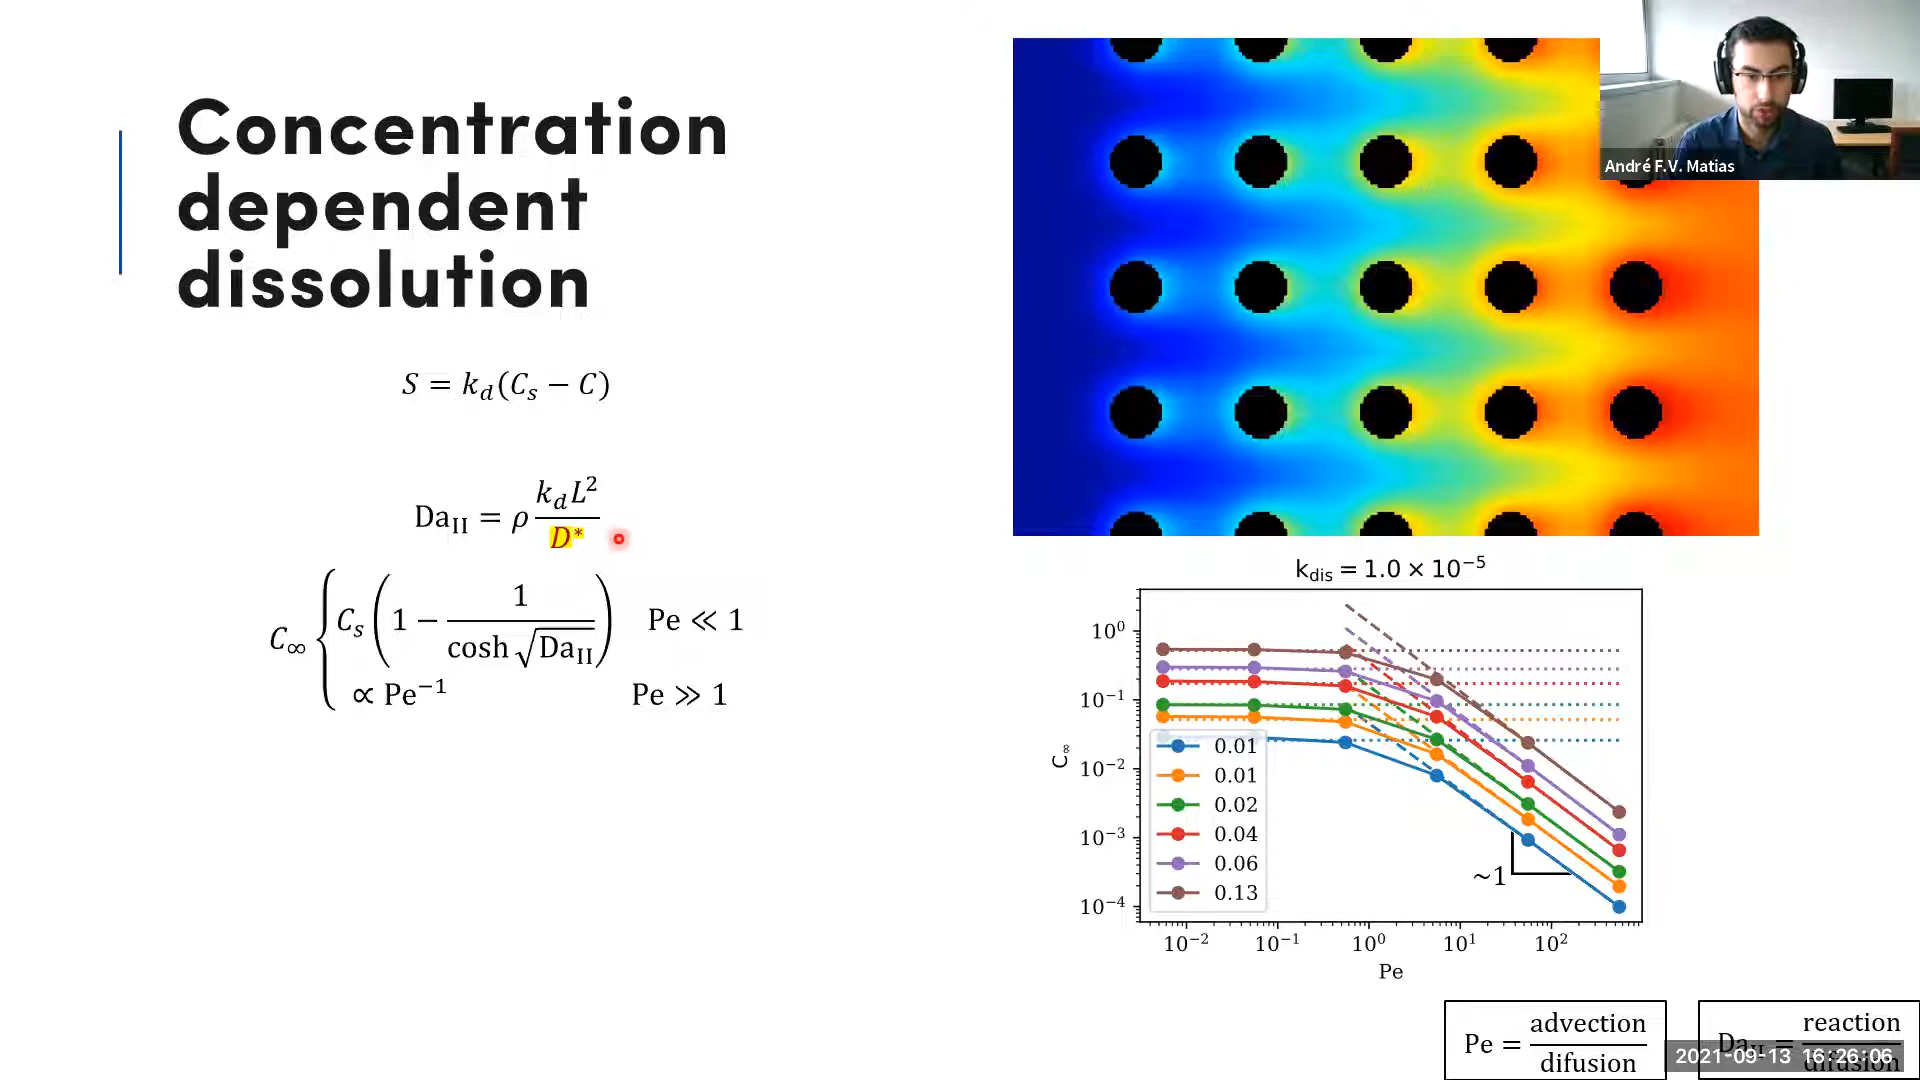 Concentration
dependent
dissolution
S = k_d(C_s − C)
Da_II = ρ k_d L² / D*
C_∞ { C_s (1 − 1 / cosh √Da_II) Pe ≪ 1
∝ Pe⁻¹ Pe ≫ 1
André F.V. Matias
k_dis = 1.0 × 10⁻⁵
10⁰
10⁻¹
10⁻²
10⁻³
10⁻⁴
C_∞
0.01
0.01
0.02
0.04
0.06
0.13
~1
10⁻² 10⁻¹ 10⁰ 10¹ 10²
Pe
Pe = advection / difusion
Da_II = reaction / difusion
2021-09-13 16:26:06